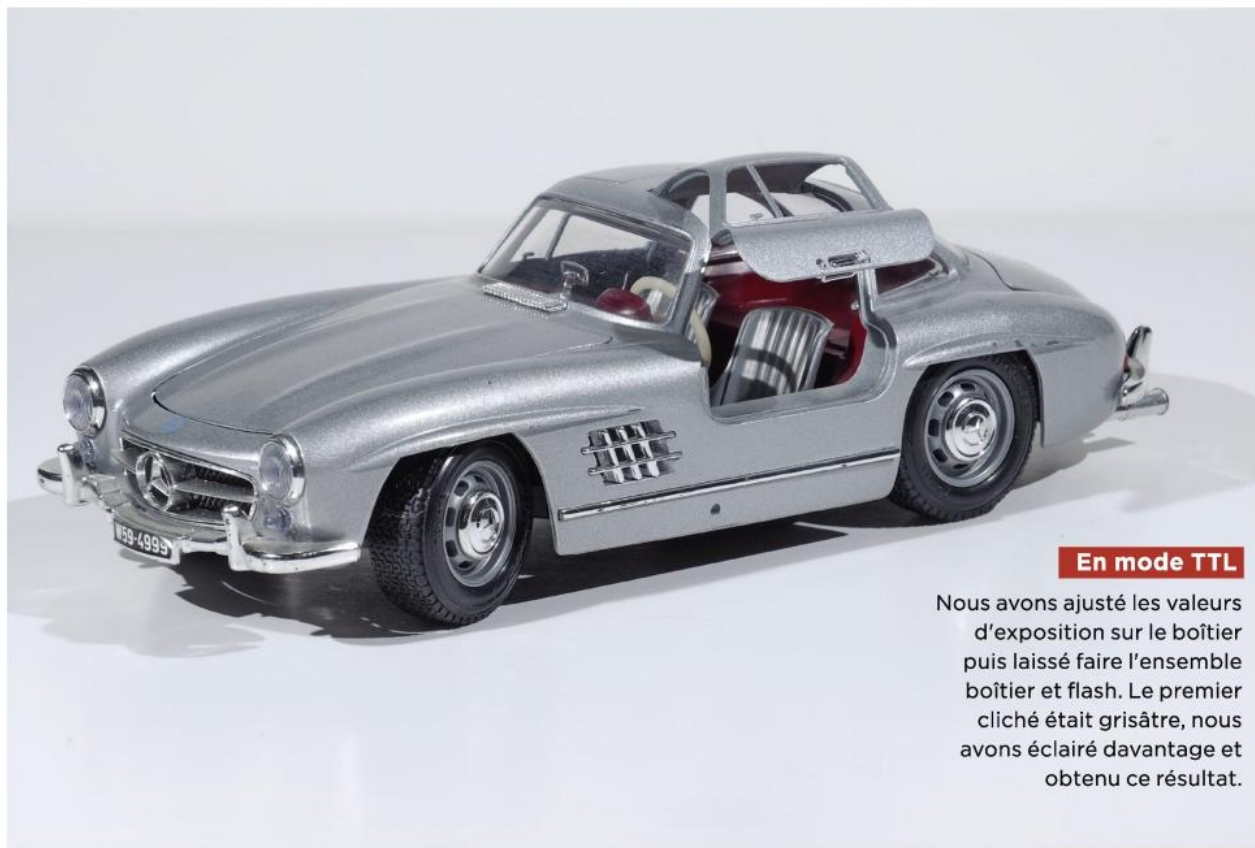 W59-4999
En mode TTL
Nous avons ajusté les valeurs
d'exposition sur le boîtier
puis laissé faire l'ensemble
boîtier et flash. Le premier
cliché était grisâtre, nous
avons éclairé davantage et
obtenu ce résultat.